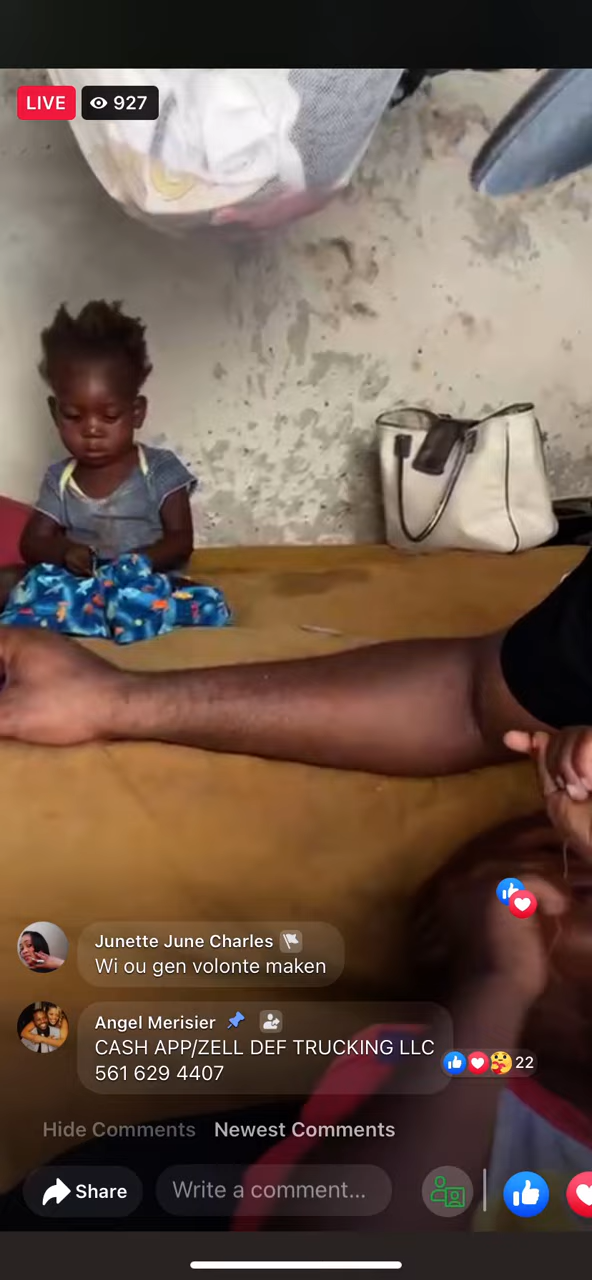 LIVE 927
Junette June Charles
Wi ou gen volonte maken
Angel Merisier
CASH APP/ZELL DEF TRUCKING LLC
561 629 4407
22
Hide Comments Newest Comments
Share Write a comment...